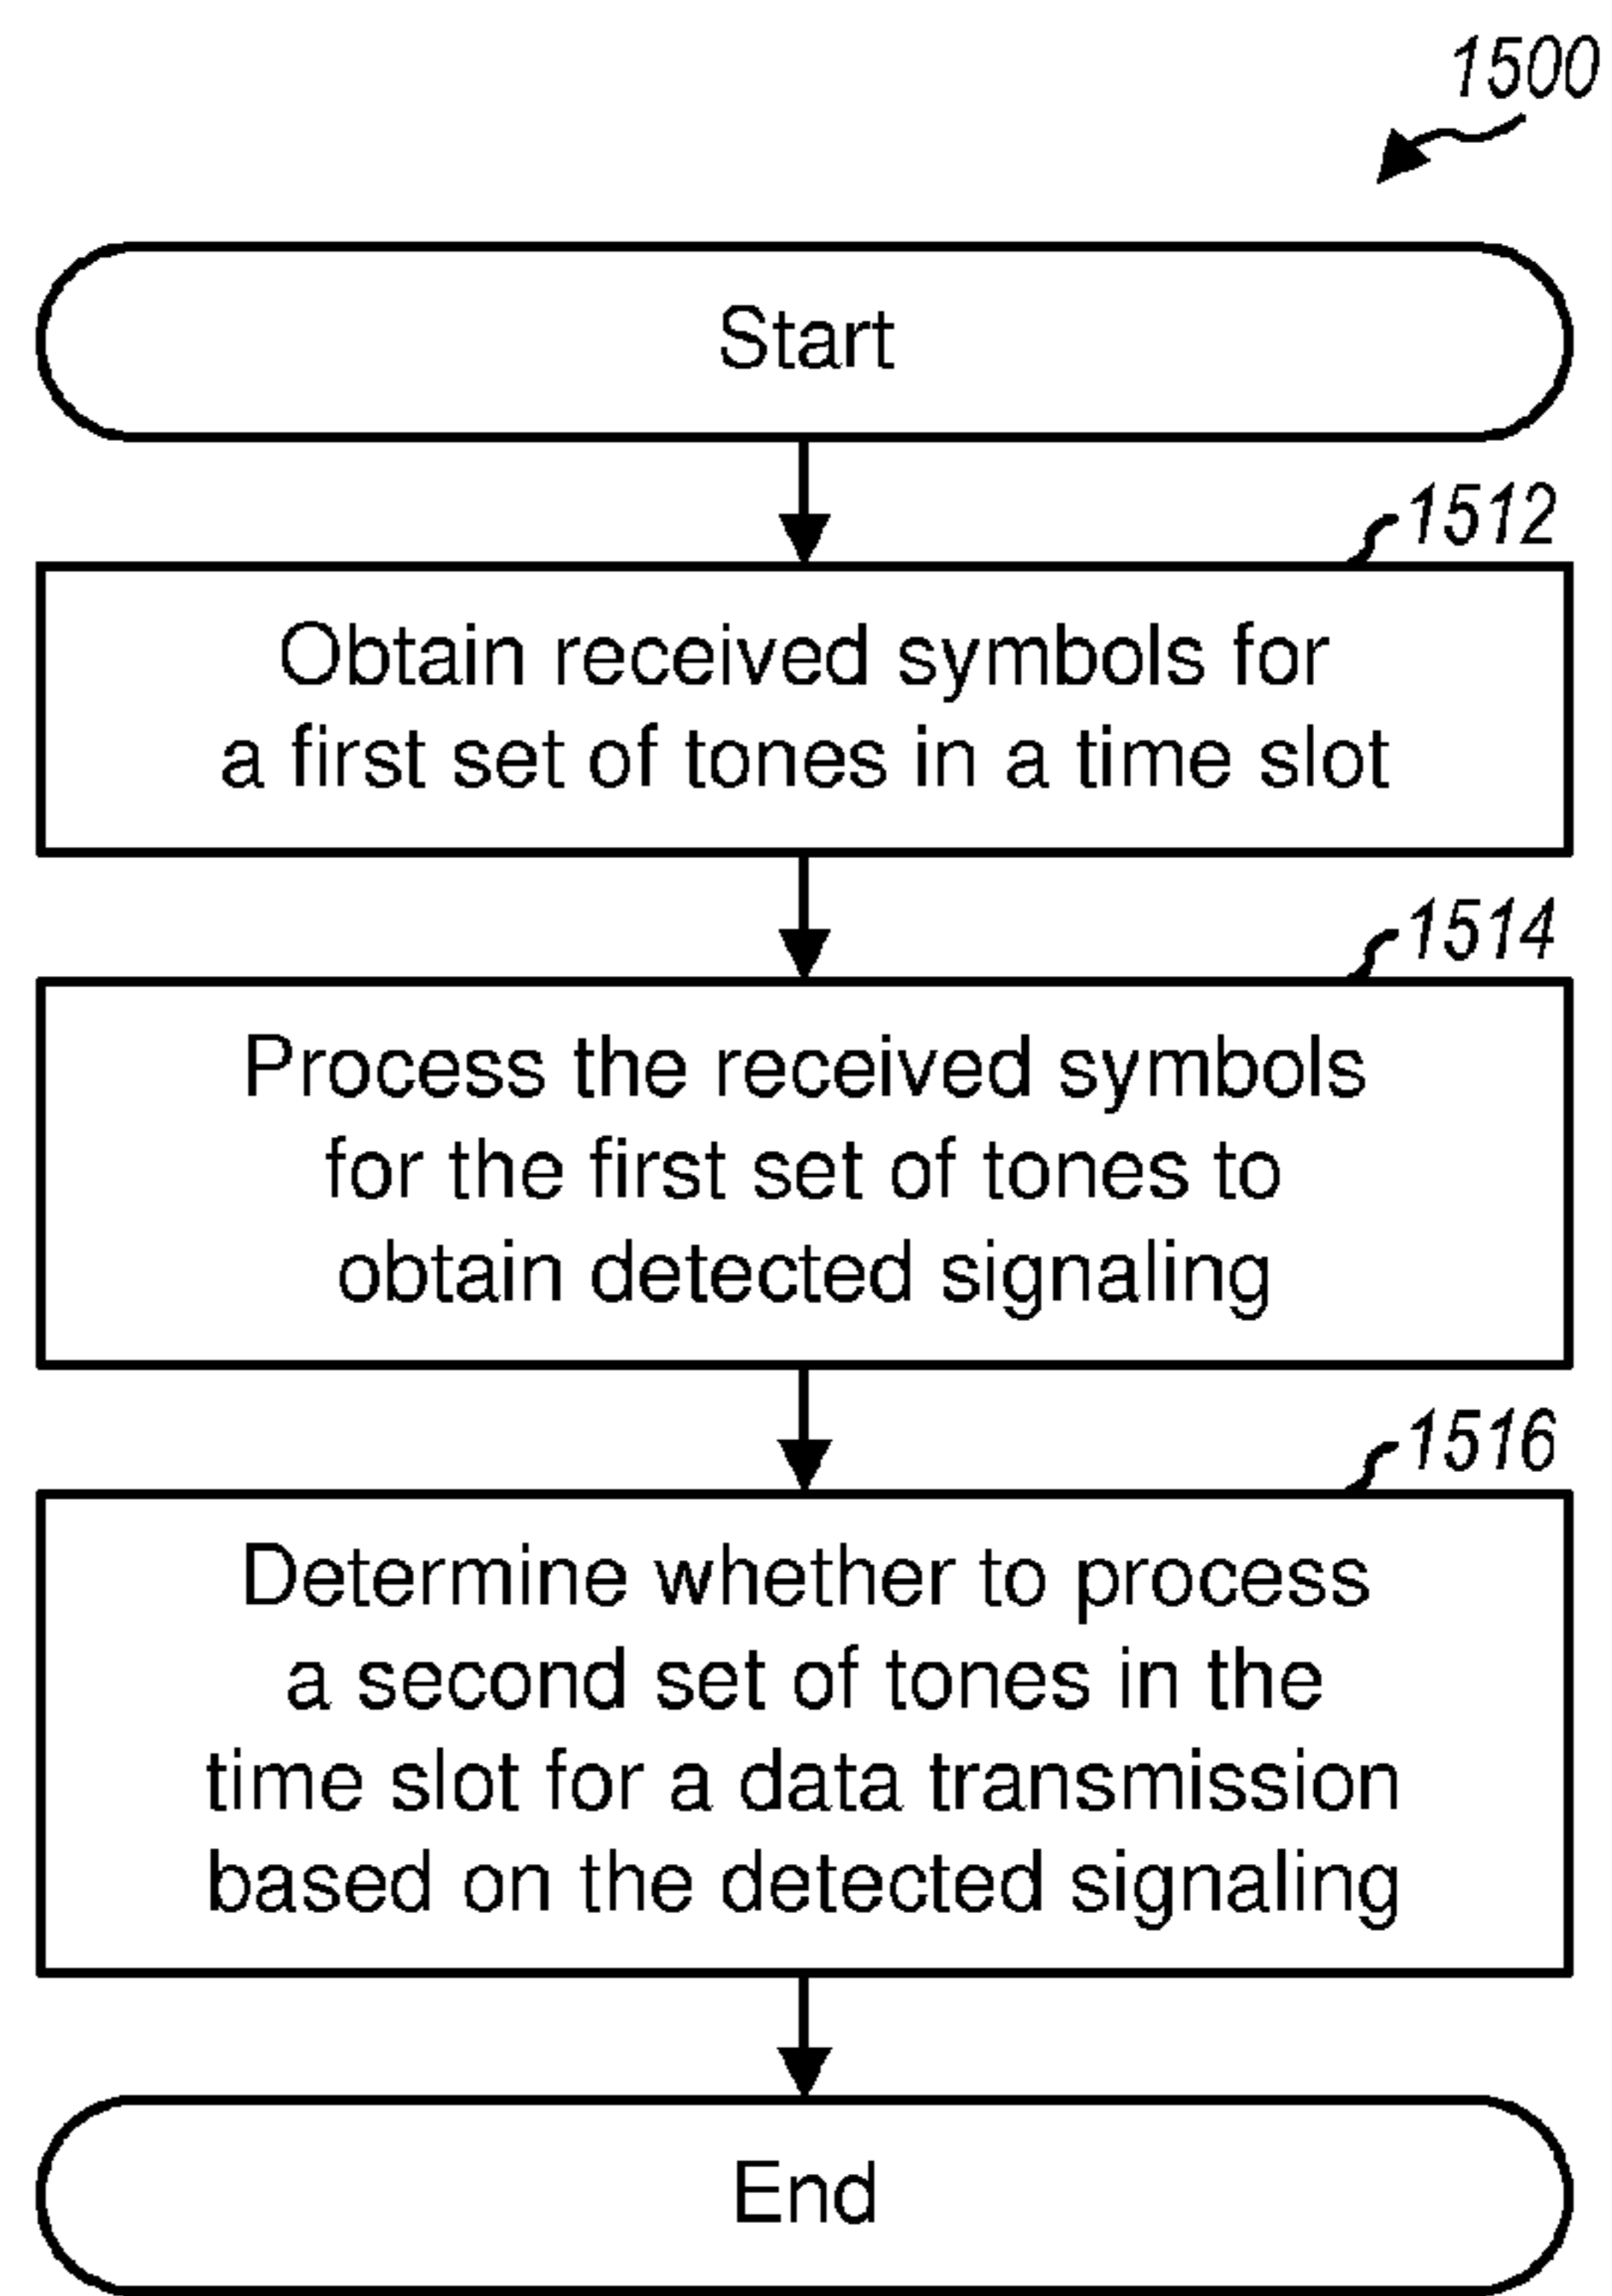 1500
Start
1512
Obtain received symbols for
a first set of tones in a time slot
1514
Process the received symbols
for the first set of tones to
obtain detected signaling
1516
Determine whether to process
a second set of tones in the
time slot for a data transmission
based on the detected signaling
End